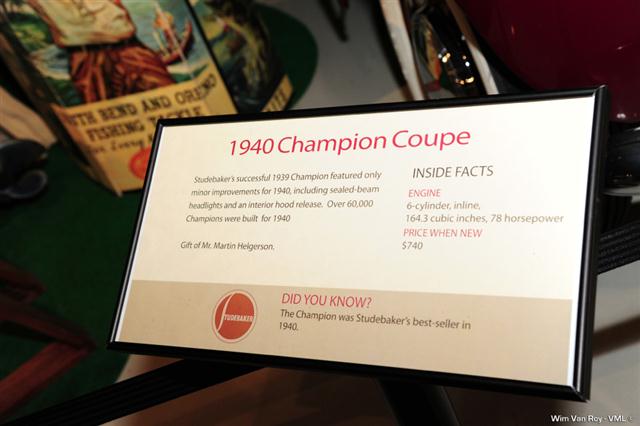 TH BEND AND ORENO
FISHING TACKLE
1940 Champion Coupe
Studebaker's successful 1939 Champion featured only
minor improvements for 1940, including sealed-beam
headlights and an interior hood release. Over 60,000
Champions were built for 1940
Gift of Mr. Martin Heigerson.
INSIDE FACTS
ENGINE
6-cylinder, inline,
164.3 cubic inches, 78 horsepower
PRICE WHEN NEW
$740
STUDEBAKER
DID YOU KNOW?
The Champion was Studebaker's best-seller in
1940.
Wim Van Roy - VML ©